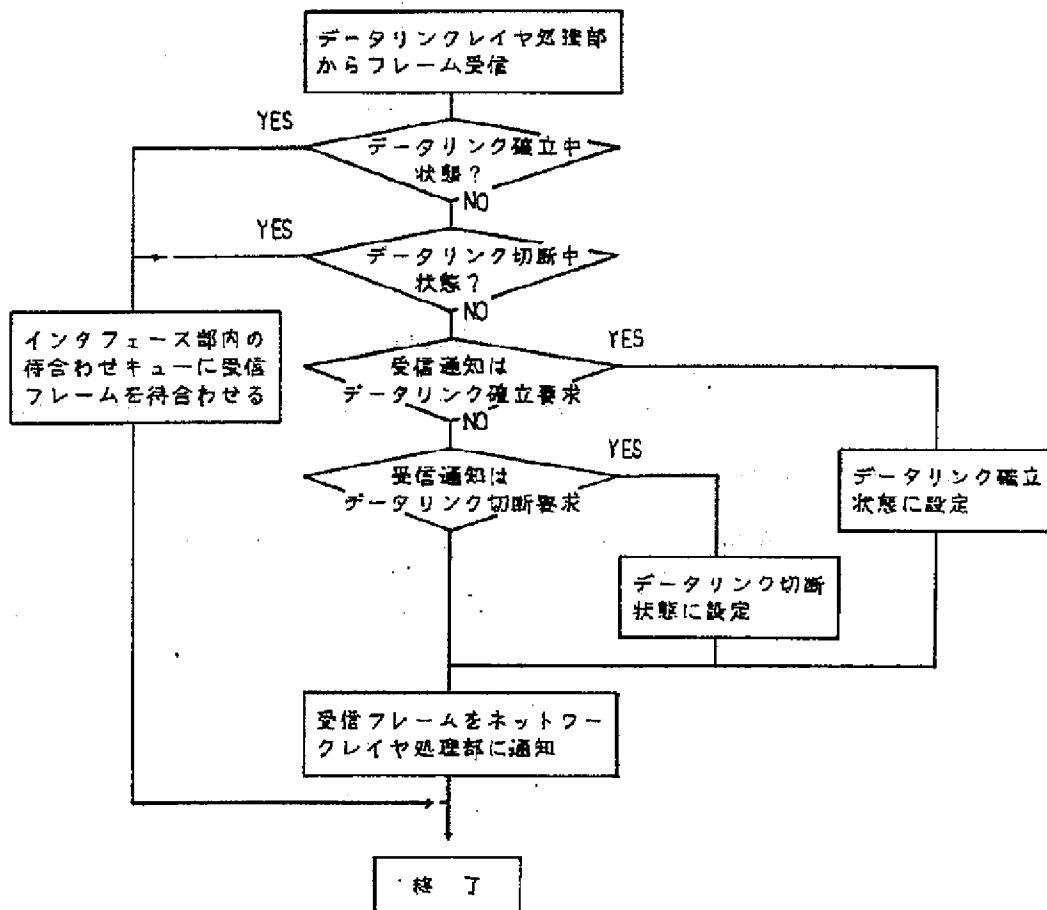 データリンクレイヤ処理部
からフレーム受信
YES
データリンク確立中
状態?
NO
YES
データリンク切断中
状態?
NO
インタフェース部内の
待合わせキューに受信
フレームを待合わせる
YES
受信通知は
データリンク確立要求
NO
YES
受信通知は
データリンク切断要求
データリンク確立
状態に設定
データリンク切断
状態に設定
受信フレームをネットワー
クレイヤ処理部に通知
終 了